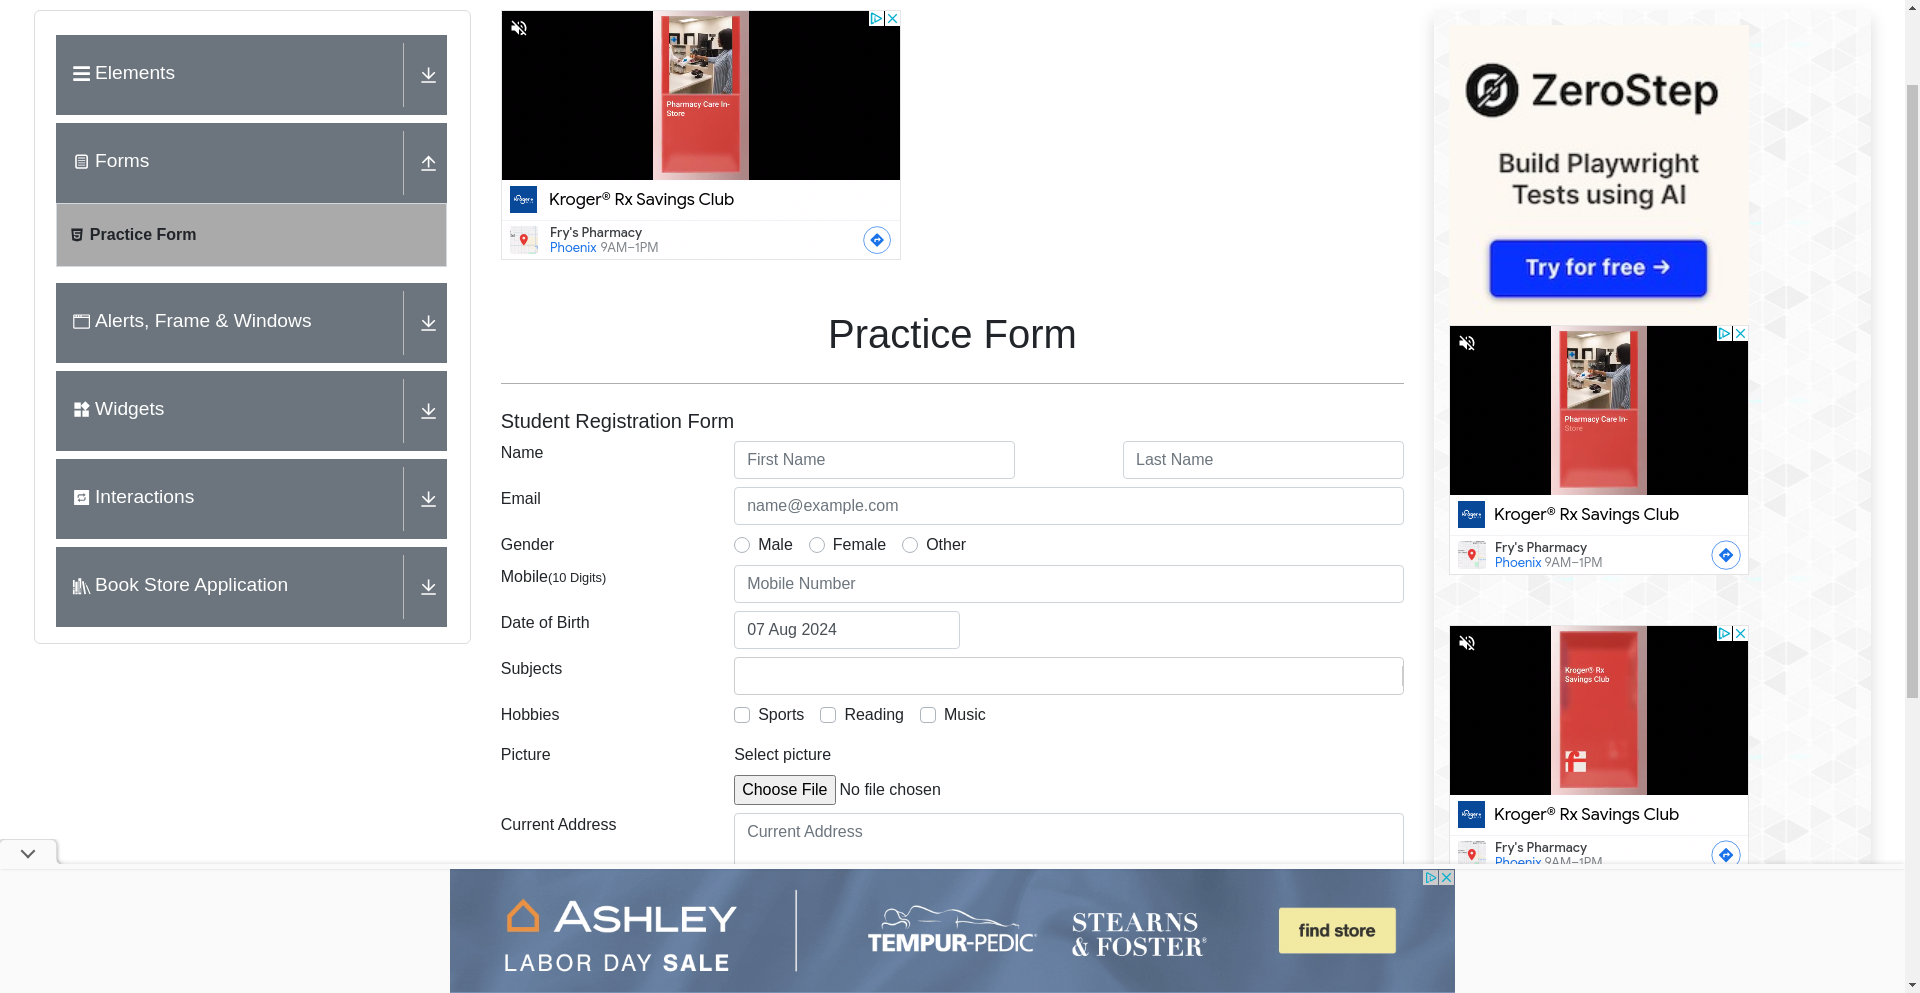 Elements
Forms
Practice Form
Alerts, Frame & Windows
Widgets
Interactions
Book Store Application
Pharmacy Care In-
Store
Kroger® Rx Savings Club
Fry's Pharmacy
Phoenix 9AM–1PM
Practice Form
Student Registration Form
Name
First Name
Last Name
Email
name@example.com
Gender
Male
Female
Other
Mobile(10 Digits)
Mobile Number
Date of Birth
07 Aug 2024
Subjects
Hobbies
Sports
Reading
Music
Picture
Select picture
Choose File No file chosen
Current Address
Current Address
ZeroStep
Build Playwright
Tests using AI
Try for free →
Pharmacy Care In-
Store
Kroger® Rx Savings Club
Fry's Pharmacy
Phoenix 9AM–1PM
Kroger® Rx
Savings Club
Kroger® Rx Savings Club
Fry's Pharmacy
Phoenix 9AM–1PM
ASHLEY
LABOR DAY SALE
TEMPUR-PEDIC
STEARNS
& FOSTER®
find store